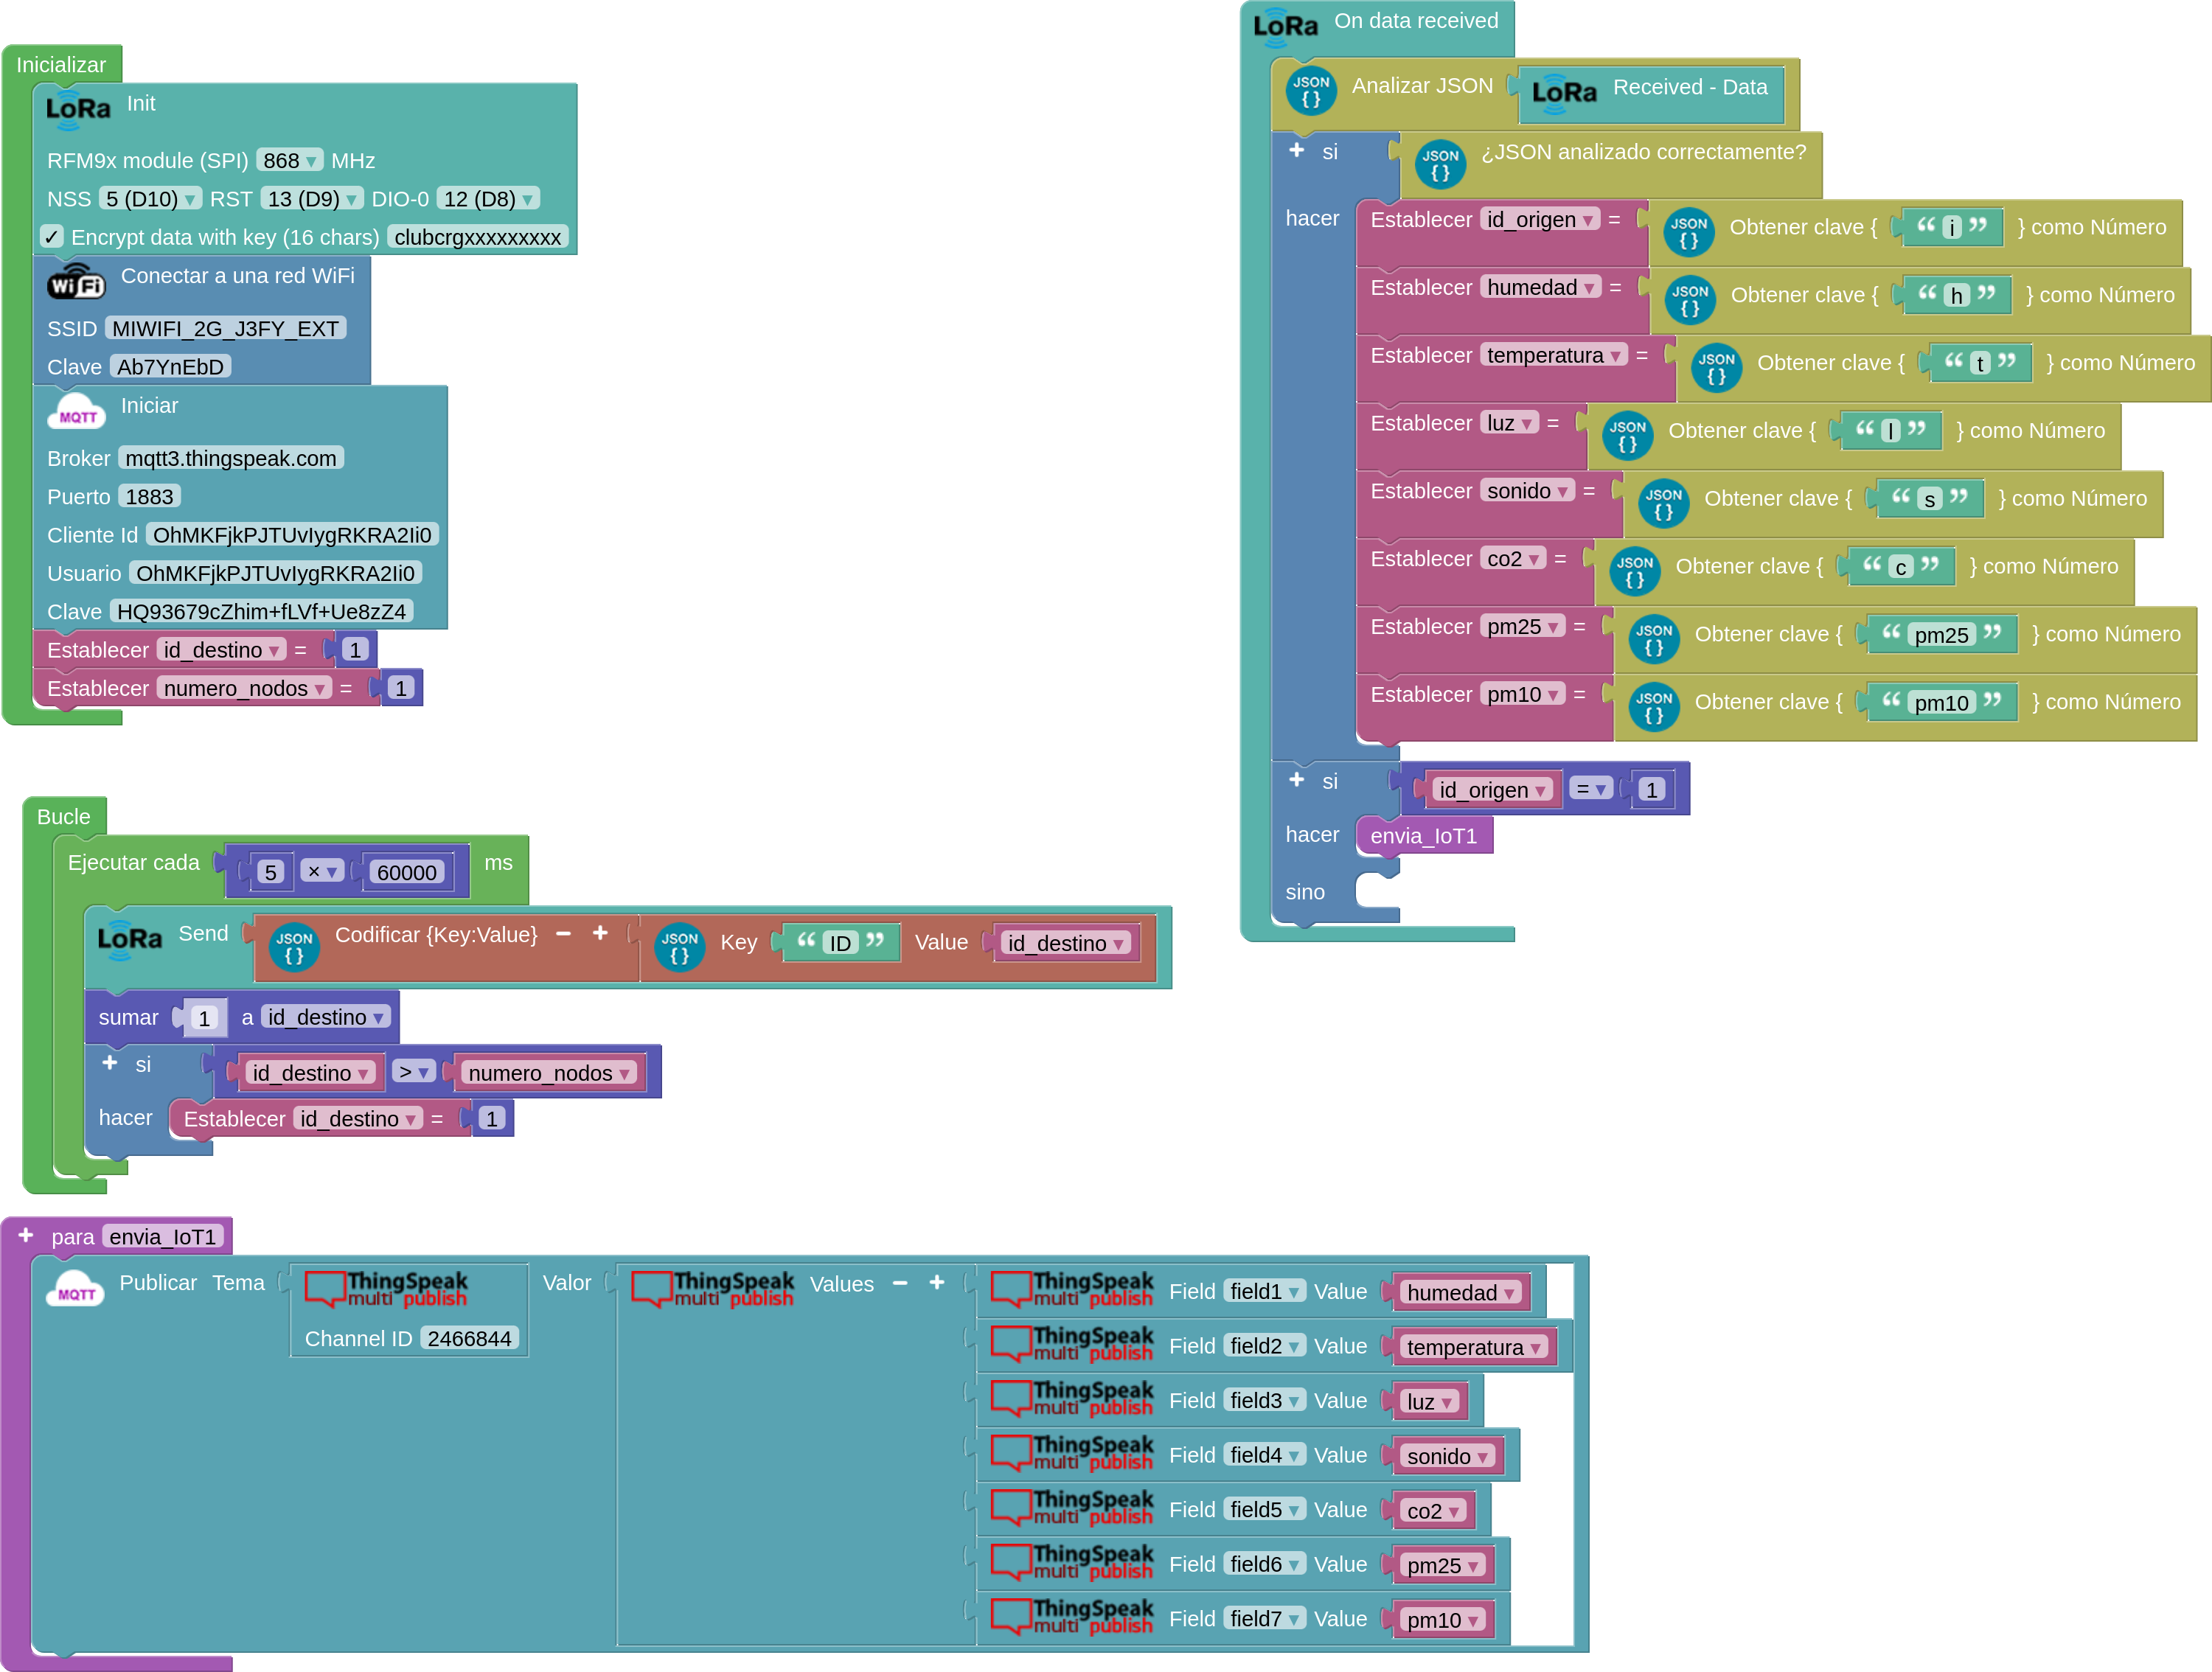 Inicializar
LoRa Init
RFM9x module (SPI) 868 ▾ MHz
NSS 5 (D10) ▾ RST 13 (D9) ▾ DIO-0 12 (D8) ▾
✓ Encrypt data with key (16 chars) clubcrgxxxxxxxxx
WiFi Conectar a una red WiFi
SSID MIWIFI_2G_J3FY_EXT
Clave Ab7YnEbD
MQTT Iniciar
Broker mqtt3.thingspeak.com
Puerto 1883
Cliente Id OhMKFjkPJTUvIygRKRA2Ii0
Usuario OhMKFjkPJTUvIygRKRA2Ii0
Clave HQ93679cZhim+fLVf+Ue8zZ4
Establecer id_destino ▾ = 1
Establecer numero_nodos ▾ = 1
Bucle
Ejecutar cada 5 × ▾ 60000 ms
LoRa Send JSON { } Codificar {Key:Value} − + JSON { } Key “ ID ” Value id_destino ▾
sumar 1 a id_destino ▾
+ si id_destino ▾ > ▾ numero_nodos ▾
hacer Establecer id_destino ▾ = 1
LoRa On data received
JSON { } Analizar JSON LoRa Received - Data
+ si JSON { } ¿JSON analizado correctamente?
hacer Establecer id_origen ▾ = JSON { } Obtener clave { “ i ” } como Número
Establecer humedad ▾ = JSON { } Obtener clave { “ h ” } como Número
Establecer temperatura ▾ = JSON { } Obtener clave { “ t ” } como Número
Establecer luz ▾ = JSON { } Obtener clave { “ l ” } como Número
Establecer sonido ▾ = JSON { } Obtener clave { “ s ” } como Número
Establecer co2 ▾ = JSON { } Obtener clave { “ c ” } como Número
Establecer pm25 ▾ = JSON { } Obtener clave { “ pm25 ” } como Número
Establecer pm10 ▾ = JSON { } Obtener clave { “ pm10 ” } como Número
+ si id_origen ▾ = ▾ 1
hacer envia_IoT1
sino
+ para envia_IoT1
MQTT Publicar Tema ThingSpeak multi publish Valor ThingSpeak multi publish Values − + ThingSpeak multi publish Field field1 ▾ Value humedad ▾
Channel ID 2466844
ThingSpeak multi publish Field field2 ▾ Value temperatura ▾
ThingSpeak multi publish Field field3 ▾ Value luz ▾
ThingSpeak multi publish Field field4 ▾ Value sonido ▾
ThingSpeak multi publish Field field5 ▾ Value co2 ▾
ThingSpeak multi publish Field field6 ▾ Value pm25 ▾
ThingSpeak multi publish Field field7 ▾ Value pm10 ▾